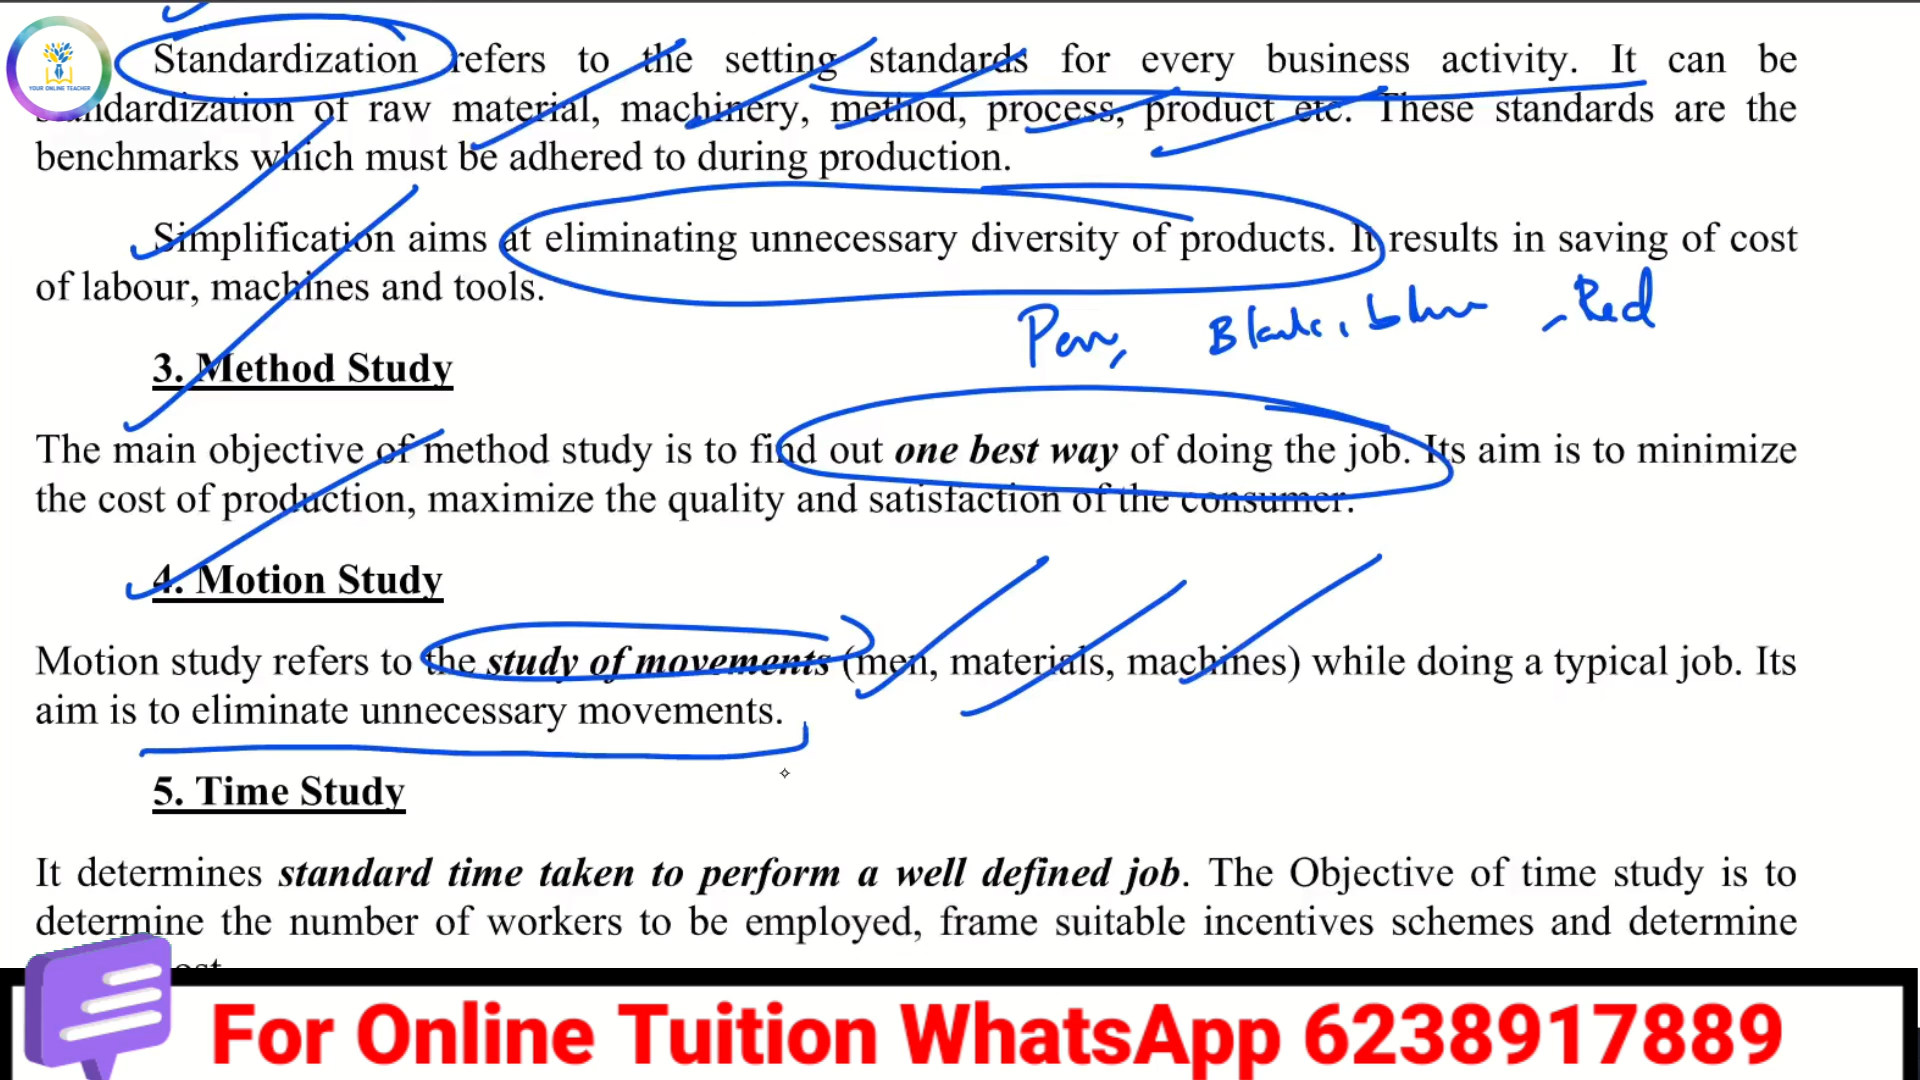 Standardization refers to the setting standards for every business activity. It can be
standardization of raw material, machinery, method, process, product etc. These standards are the
benchmarks which must be adhered to during production.
Simplification aims at eliminating unnecessary diversity of products. It results in saving of cost
of labour, machines and tools.
Pen, Black, blue, Red
3. Method Study
The main objective of method study is to find out one best way of doing the job. Its aim is to minimize
the cost of production, maximize the quality and satisfaction of the consumer.
4. Motion Study
Motion study refers to the study of movements (men, materials, machines) while doing a typical job. Its
aim is to eliminate unnecessary movements.
5. Time Study
It determines standard time taken to perform a well defined job. The Objective of time study is to
determine the number of workers to be employed, frame suitable incentives schemes and determine
YOUR ONLINE TEACHER
For Online Tuition WhatsApp 6238917889